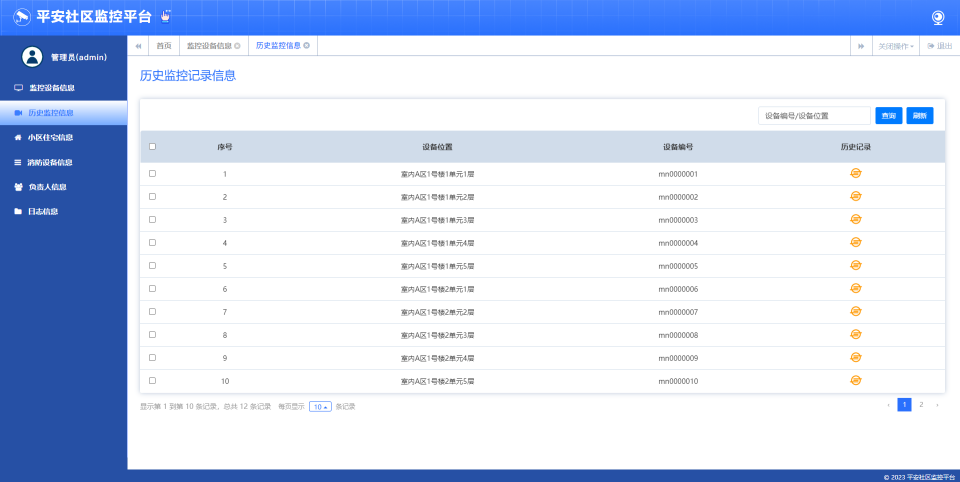 平安社区监控平台
管理员(admin)
监控设备信息
历史监控信息
小区住宅信息
消防设备信息
负责人信息
日志信息
首页 监控设备信息 历史监控信息 关闭操作 退出
历史监控记录信息
设备编号/设备位置 查询 刷新
序号 设备位置 设备编号 历史记录
1 室内A区1号楼1单元1层 mn0000001
2 室内A区1号楼1单元2层 mn0000002
3 室内A区1号楼1单元3层 mn0000003
4 室内A区1号楼1单元4层 mn0000004
5 室内A区1号楼1单元5层 mn0000005
6 室内A区1号楼2单元1层 mn0000006
7 室内A区1号楼2单元2层 mn0000007
8 室内A区1号楼2单元3层 mn0000008
9 室内A区1号楼2单元4层 mn0000009
10 室内A区1号楼2单元5层 mn0000010
显示第 1 到第 10 条记录，总共 12 条记录 每页显示 10 条记录
‹ 1 2 ›
© 2023 平安社区监控平台